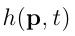 h(p, t)